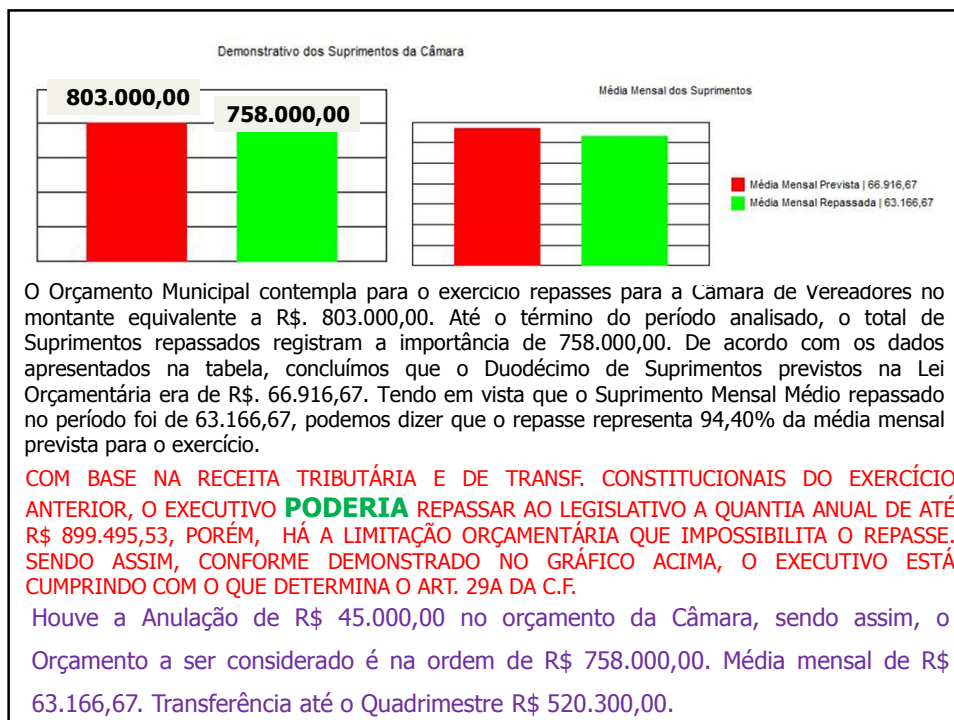 Demonstrativo dos Suprimentos da Câmara
803.000,00
758.000,00
Média Mensal dos Suprimentos
Média Mensal Prevista | 66.916,67
Média Mensal Repassada | 63.166,67
O Orçamento Municipal contempla para o exercício repasses para a Câmara de Vereadores no
montante equivalente a R$. 803.000,00. Até o término do período analisado, o total de
Suprimentos repassados registram a importância de 758.000,00. De acordo com os dados
apresentados na tabela, concluímos que o Duodécimo de Suprimentos previstos na Lei
Orçamentária era de R$. 66.916,67. Tendo em vista que o Suprimento Mensal Médio repassado
no período foi de 63.166,67, podemos dizer que o repasse representa 94,40% da média mensal
prevista para o exercício.
COM BASE NA RECEITA TRIBUTÁRIA E DE TRANSF. CONSTITUCIONAIS DO EXERCÍCIO
ANTERIOR, O EXECUTIVO PODERIA REPASSAR AO LEGISLATIVO A QUANTIA ANUAL DE ATÉ
R$ 899.495,53, PORÉM, HÁ A LIMITAÇÃO ORÇAMENTÁRIA QUE IMPOSSIBILITA O REPASSE.
SENDO ASSIM, CONFORME DEMONSTRADO NO GRÁFICO ACIMA, O EXECUTIVO ESTÁ
CUMPRINDO COM O QUE DETERMINA O ART. 29A DA C.F.
Houve a Anulação de R$ 45.000,00 no orçamento da Câmara, sendo assim, o
Orçamento a ser considerado é na ordem de R$ 758.000,00. Média mensal de R$
63.166,67. Transferência até o Quadrimestre R$ 520.300,00.